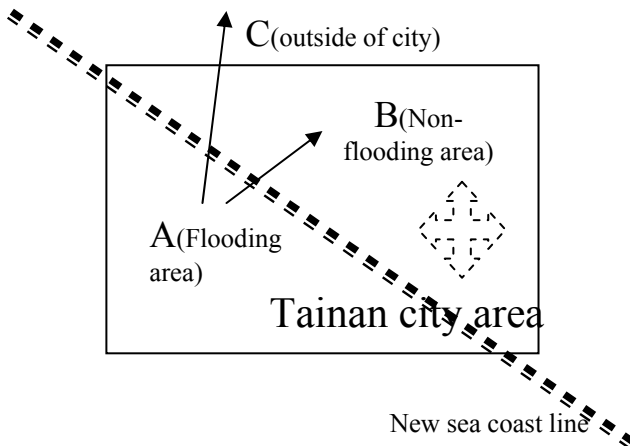 C(outside of city)
B(Non-
flooding area)
A(Flooding
area)
Tainan city area
New sea coast line